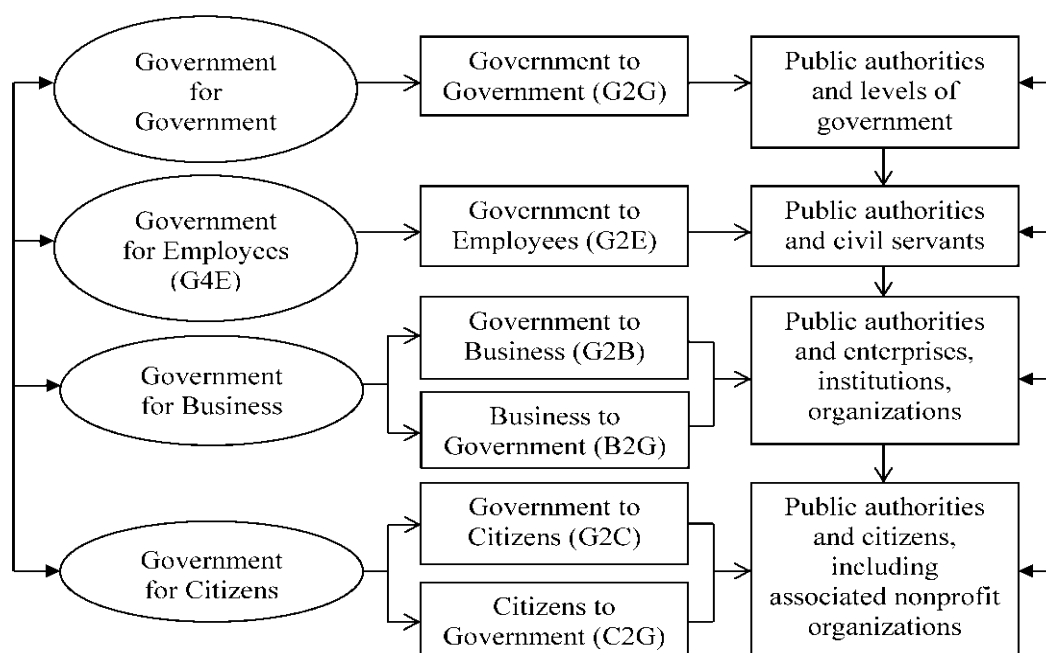 Government
for
Government
Government to
Government (G2G)
Public authorities
and levels of
government
Government
for Employees
(G4E)
Government to
Employees (G2E)
Public authorities
and civil servants
Government
for Business
Government to
Business (G2B)
Business to
Government (B2G)
Public authorities
and enterprises,
institutions,
organizations
Government
for Citizens
Government to
Citizens (G2C)
Citizens to
Government (C2G)
Public authorities
and citizens,
including
associated nonprofit
organizations